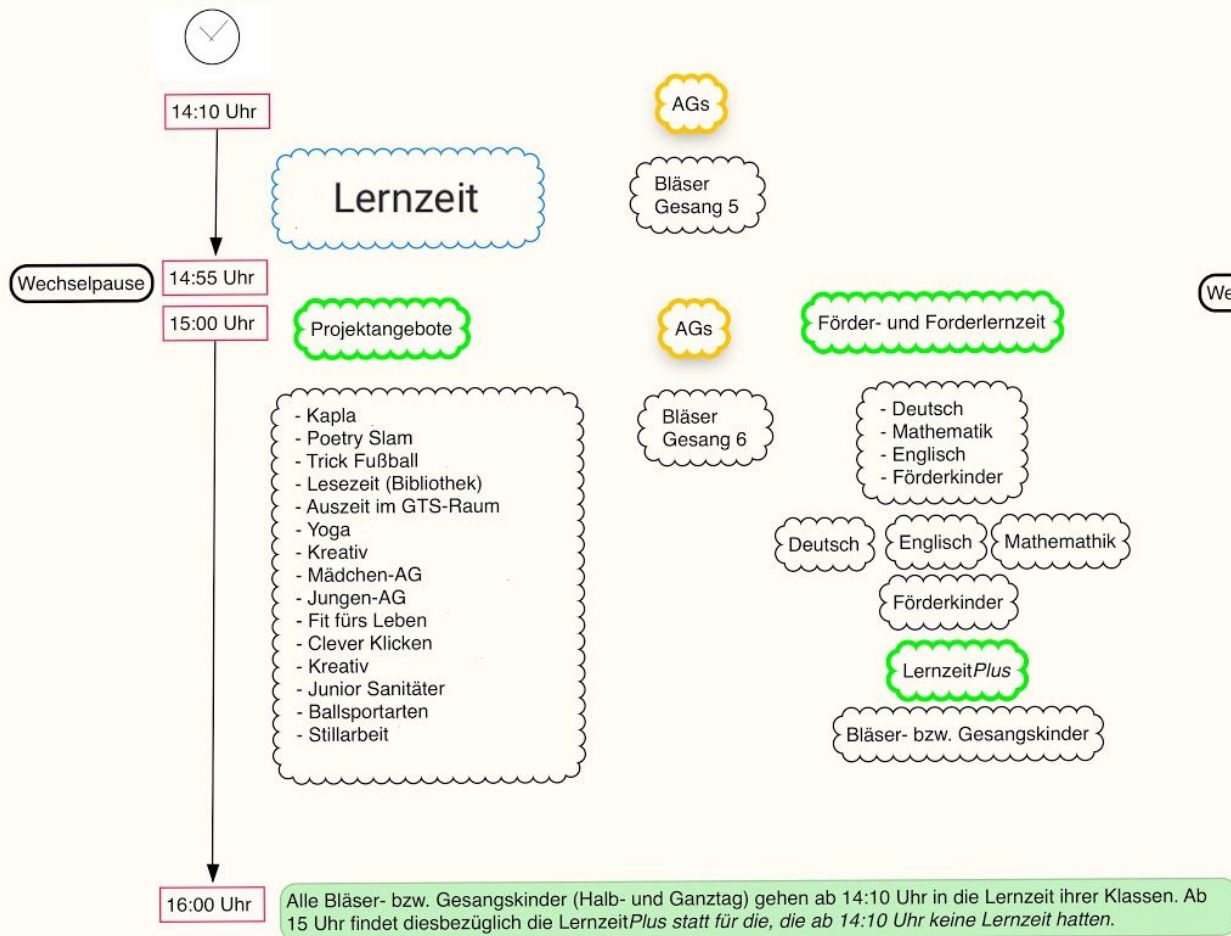 14:10 Uhr
AGs
Lernzeit
Bläser
Gesang 5
Wechselpause
14:55 Uhr
15:00 Uhr
Projektangebote
AGs
Förder- und Forderlernzeit
We
- Kapla
- Poetry Slam
- Trick Fußball
- Lesezeit (Bibliothek)
- Auszeit im GTS-Raum
- Yoga
- Kreativ
- Mädchen-AG
- Jungen-AG
- Fit fürs Leben
- Clever Klicken
- Kreativ
- Junior Sanitäter
- Ballsportarten
- Stillarbeit
Bläser
Gesang 6
- Deutsch
- Mathematik
- Englisch
- Förderkinder
Deutsch
Englisch
Mathemathik
Förderkinder
LernzeitPlus
Bläser- bzw. Gesangskinder
16:00 Uhr
Alle Bläser- bzw. Gesangskinder (Halb- und Ganztag) gehen ab 14:10 Uhr in die Lernzeit ihrer Klassen. Ab
15 Uhr findet diesbezüglich die LernzeitPlus statt für die, die ab 14:10 Uhr keine Lernzeit hatten.